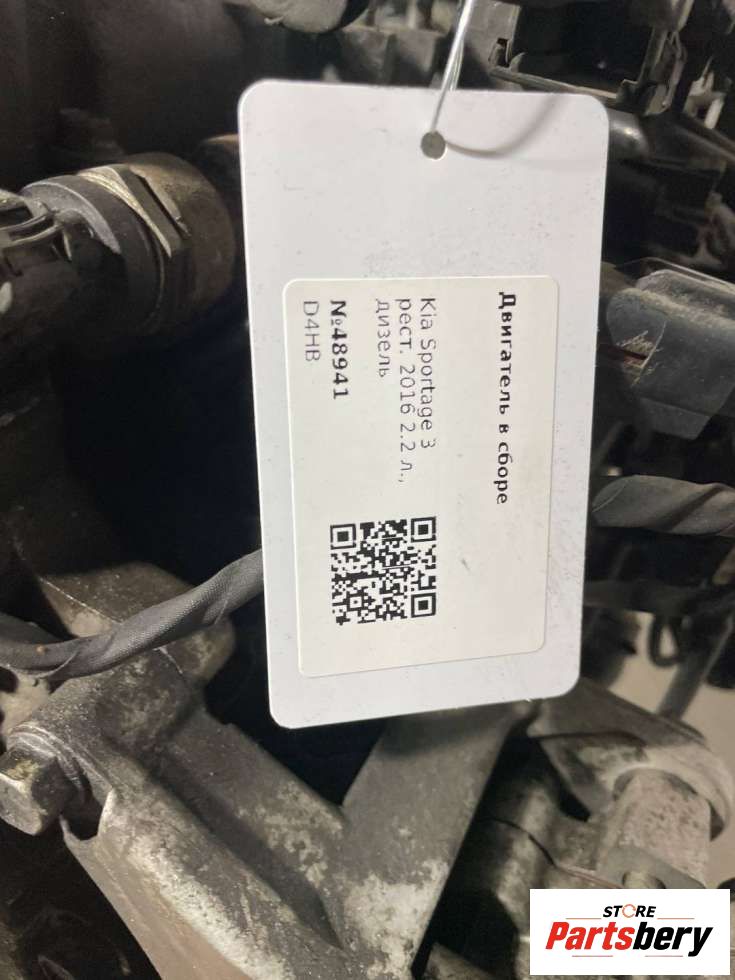 Двигатель в сборе
Kia Sportage 3
рест. 2016 2.2 л.,
дизель
№48941
D4HB
STORE
Partsbery